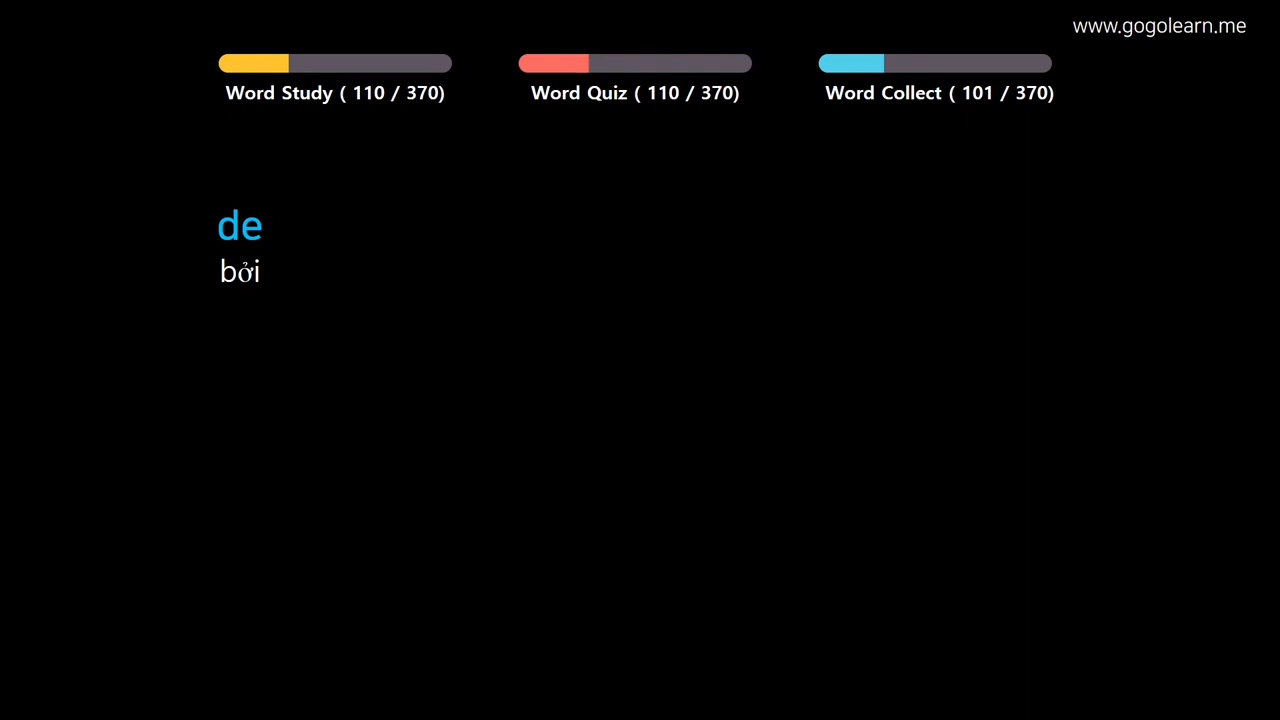 www.gogolearn.me
Word Study ( 110 / 370)
Word Quiz ( 110 / 370)
Word Collect ( 101 / 370)
de
bởi